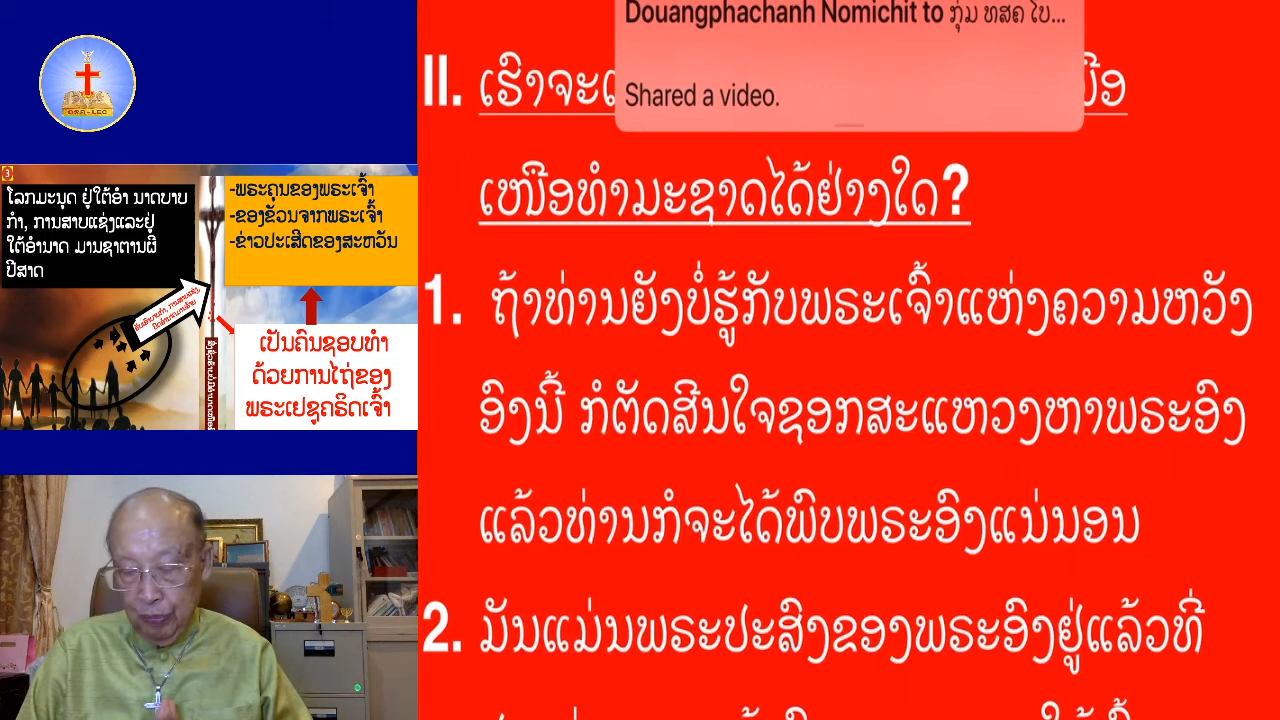 Douangphachanh Nomichit to ກຸ່ມ ທສຄ ໄບ...
Shared a video.
II. ເຮົາຈະ
ເໜືອທຳມະຊາດໄດ້ຢ່າງໃດ?
1. ຖ້າທ່ານຍັງບໍ່ຮູ້ກັບພຣະເຈົ້າແຫ່ງຄວາມຫວັງ
ອົງນີ້ ກໍຕັດສີນໃຈຊອກສະແຫວງຫາພຣະອົງ
ແລ້ວທ່ານກໍຈະໄດ້ພົບພຣະອົງແນ່ນອນ
2. ມັນແມ່ນພຣະປະສົງຂອງພຣະອົງຢູ່ແລ້ວທີ່
3
ໂລກມະນຸດ ຢູ່ໃຕ້ອຳ ນາດບາບ
ກຳ, ການສາບແຊ່ງແລະຢູ່
ໃຕ້ອຳນາດ ມານຊາຕານຜີ
ປີສາດ
-ພຣະຄຸນຂອງພຣະເຈົ້າ
-ຂອງຂັວນຈາກພຣະເຈົ້າ
-ຂ່າວປະເສີດຂອງສະຫວັນ
ເປັນຄົນຊອບທຳ
ດ້ວຍການໄຖ່ຂອງ
ພຣະເຢຊູຄຣິດເຈົ້າ